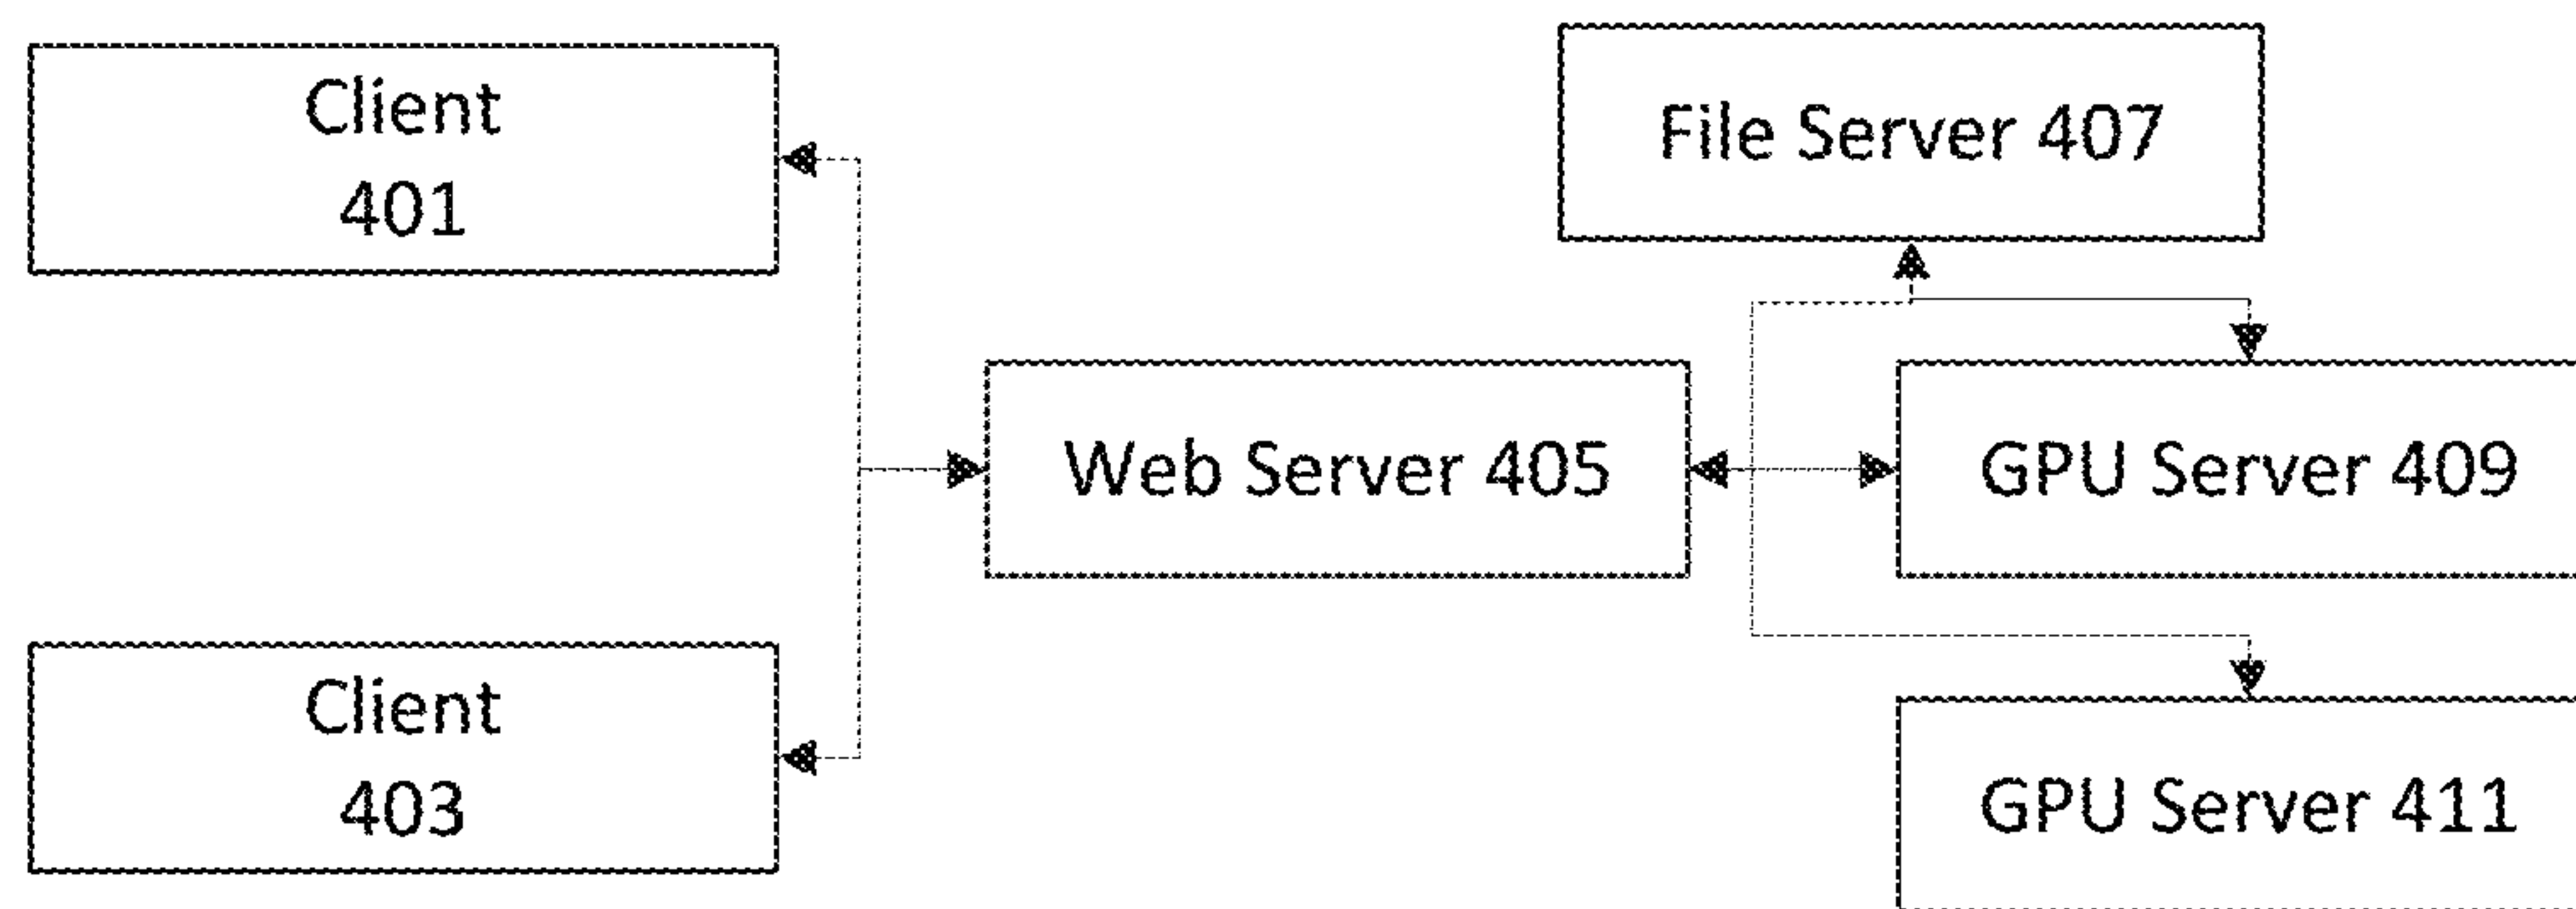 Client
401
File Server 407
Web Server 405
GPU Server 409
Client
403
GPU Server 411